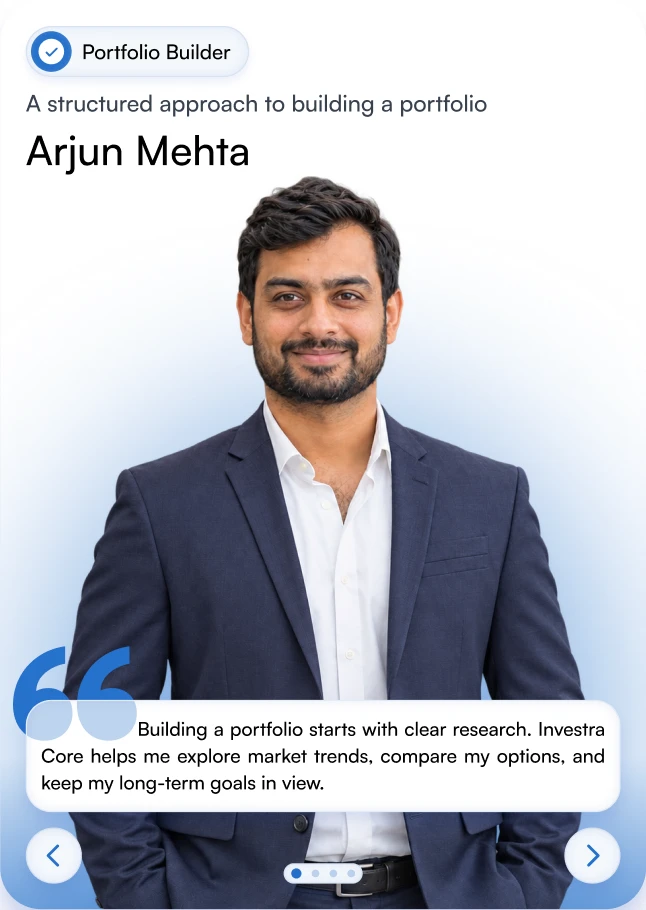 Portfolio Builder
A structured approach to building a portfolio
Arjun Mehta
Building a portfolio starts with clear research. Investra
Core helps me explore market trends, compare my options, and
keep my long-term goals in view.